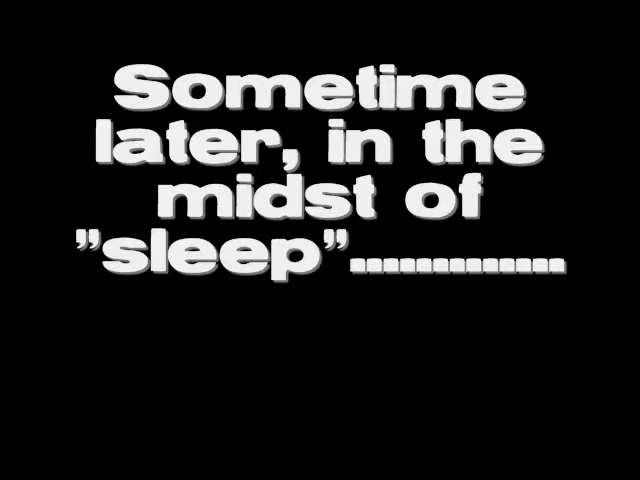 Sometime
later, in the
midst of
"sleep".............